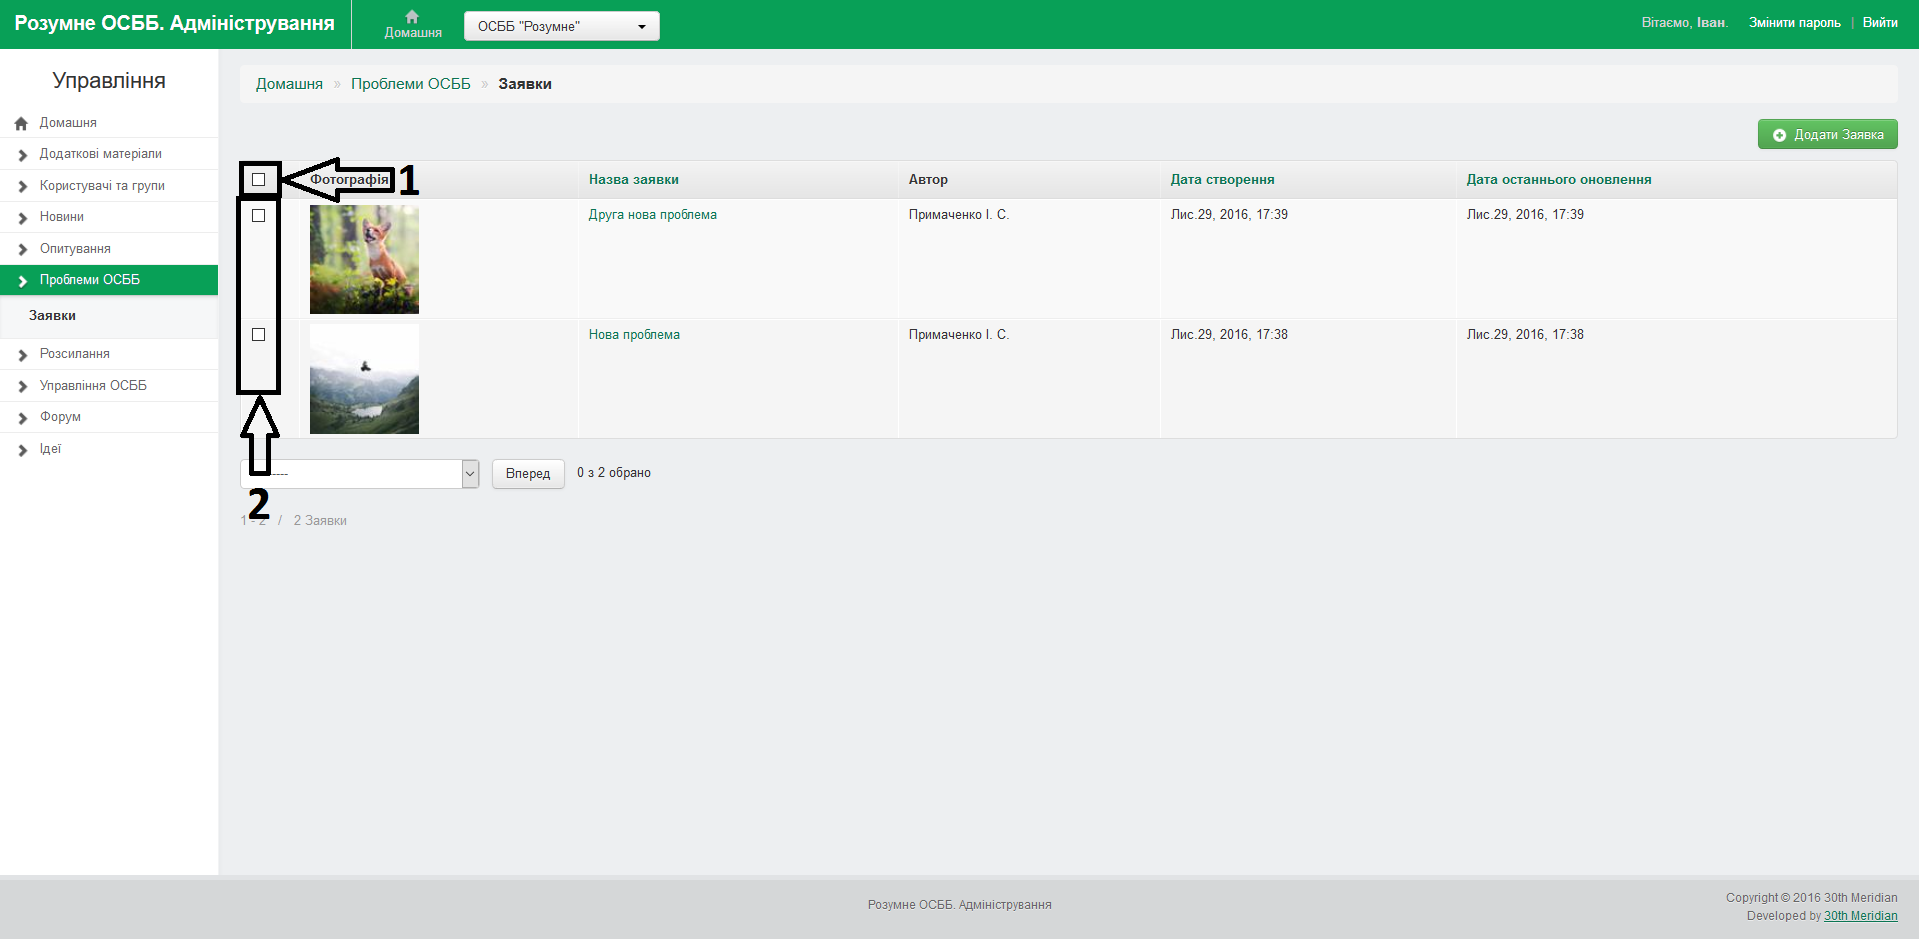 Розумне ОСББ. Адміністрування
Домашня
ОСББ "Розумне"
Вітаємо, Іван. Змінити пароль | Вийти
Управління
Домашня
Додаткові матеріали
Користувачі та групи
Новини
Опитування
Проблеми ОСББ
Заявки
Розсилання
Управління ОСББ
Форум
Ідеї
Домашня » Проблеми ОСББ » Заявки
Додати Заявка
Фотографія 1 Назва заявки Автор Дата створення Дата останнього оновлення
Друга нова проблема Примаченко І. С. Лис.29, 2016, 17:39 Лис.29, 2016, 17:39
Нова проблема Примаченко І. С. Лис.29, 2016, 17:38 Лис.29, 2016, 17:38
Вперед 0 з 2 обрано
2
1 - 2 / 2 Заявки
Розумне ОСББ. Адміністрування
Copyright © 2016 30th Meridian
Developed by 30th Meridian